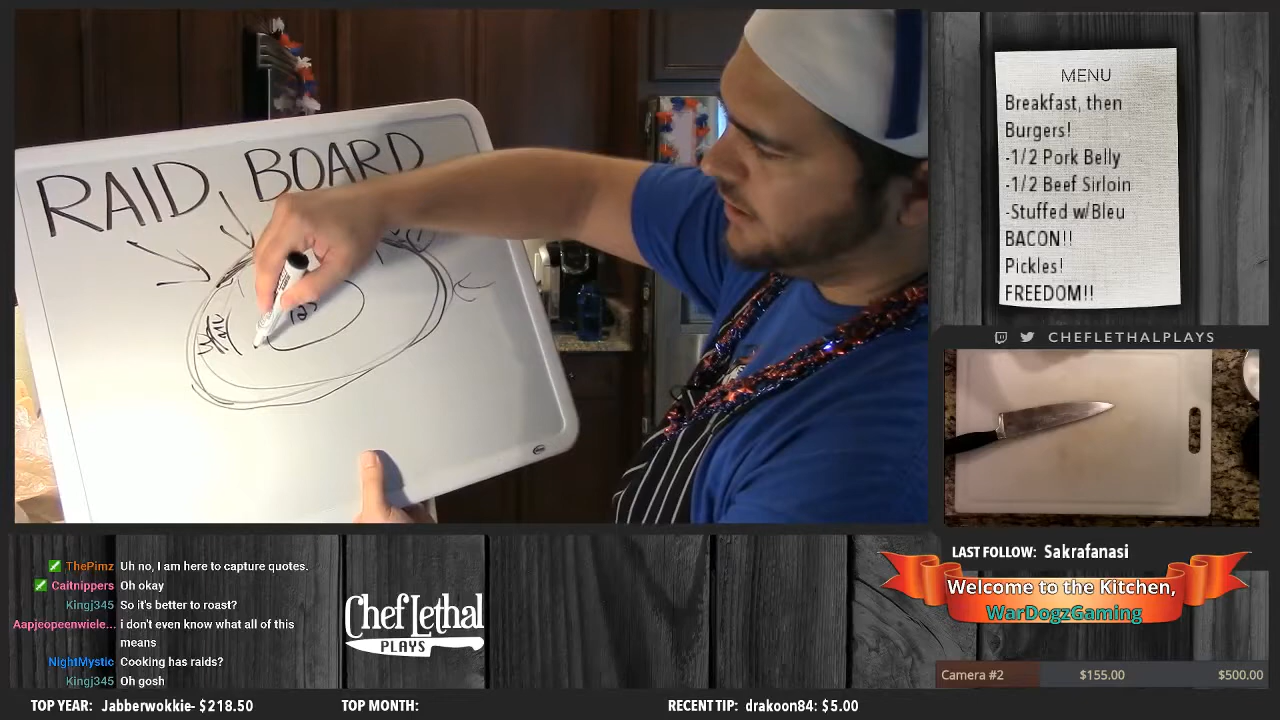 RAID BOARD
MENU
Breakfast, then
Burgers!
-1/2 Pork Belly
-1/2 Beef Sirloin
-Stuffed w/Bleu
BACON!!
Pickles!
FREEDOM!!
CHEFLETHALPLAYS
ThePimz Uh no, I am here to capture quotes.
Caitnippers Oh okay
Kingj345 So it's better to roast?
Aapjeopeenwiele... i don't even know what all of this
means
NightMystic Cooking has raids?
Kingj345 Oh gosh
Chef Lethal
PLAYS
LAST FOLLOW: Sakrafanasi
Welcome to the Kitchen,
WarDogzGaming
Camera #2 $155.00 $500.00
TOP YEAR: Jabberwokkie- $218.50 TOP MONTH: RECENT TIP: drakoon84: $5.00